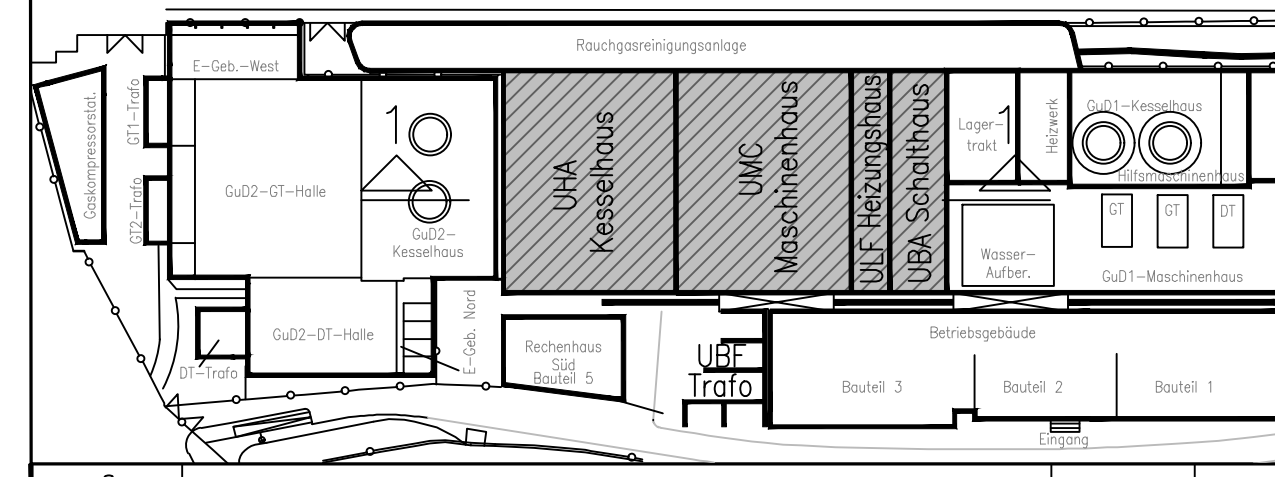 Rauchgasreinigungsanlage
E-Geb.-West
Gaskompressorstat.
GT1-Trafo
GT2-Trafo
GuD2-GT-Halle
1
GuD2-
Kesselhaus
UHA
Kesselhaus
UMC
Maschinenhaus
ULF Heizungshaus
UBA Schalthaus
Lager-
trakt
1
Heizwerk
GuD1-Kesselhaus
Hilfsmaschinenhaus
GT
GT
DT
Wasser-
Aufber.
GuD1-Maschinenhaus
GuD2-DT-Halle
DT-Trafo
E-Geb. Nord
Rechenhaus
Süd
Bauteil 5
UBF
Trafo
Betriebsgebäude
Bauteil 3
Bauteil 2
Bauteil 1
Eingang